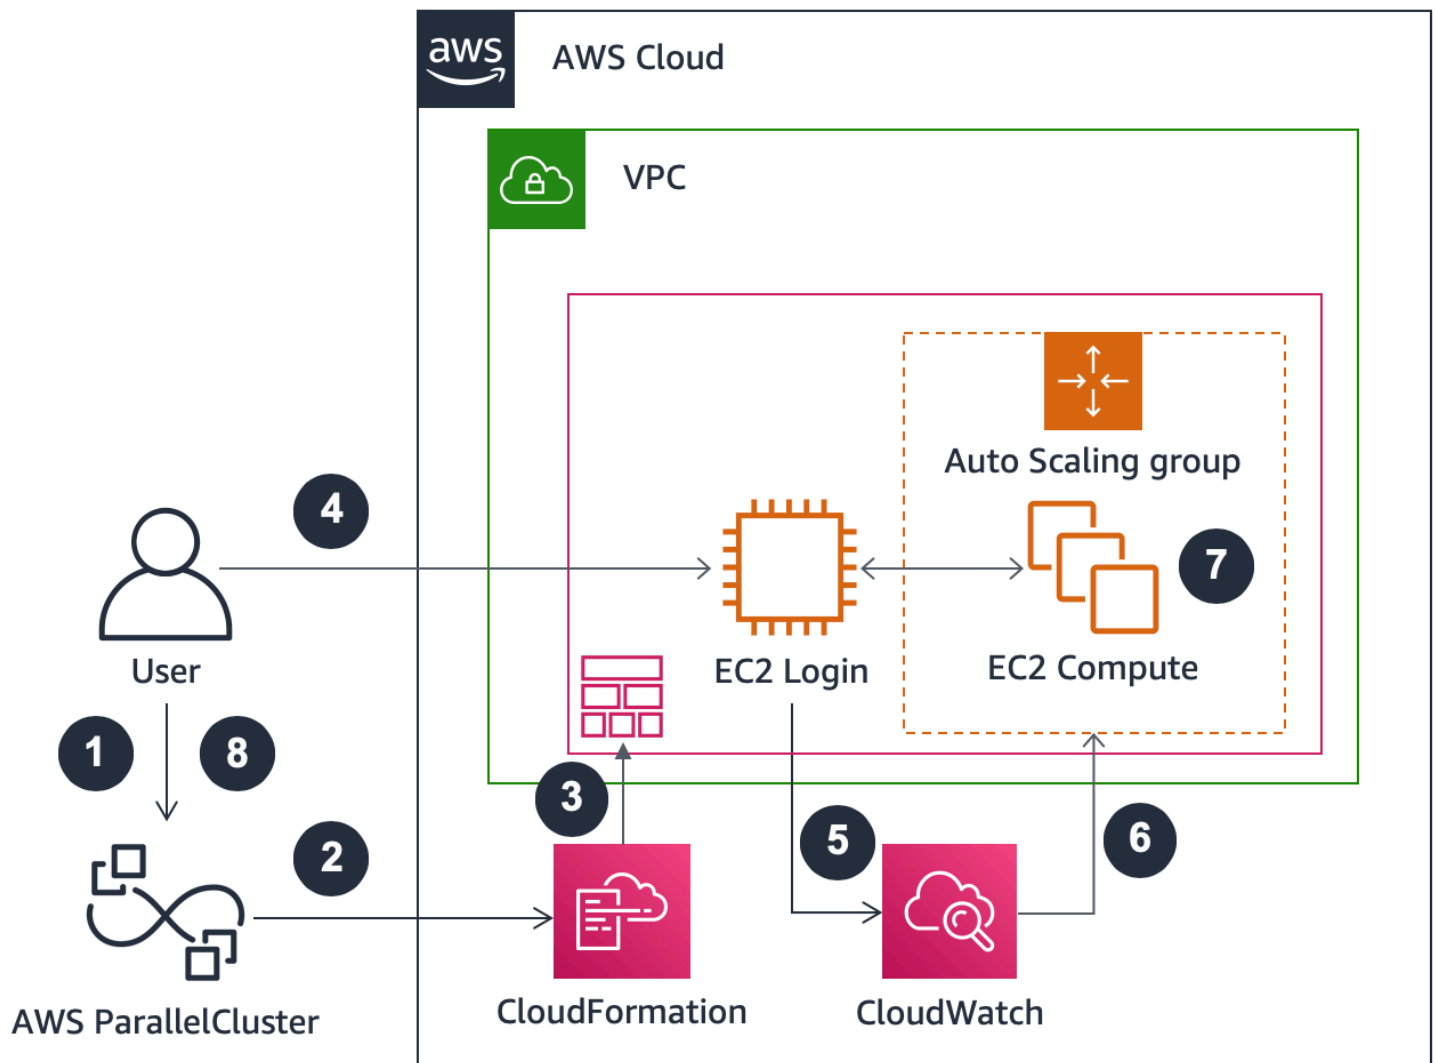 aws
AWS Cloud
VPC
Auto Scaling group
4
7
User
EC2 Login
EC2 Compute
1
8
3
5
6
2
AWS ParallelCluster
CloudFormation
CloudWatch